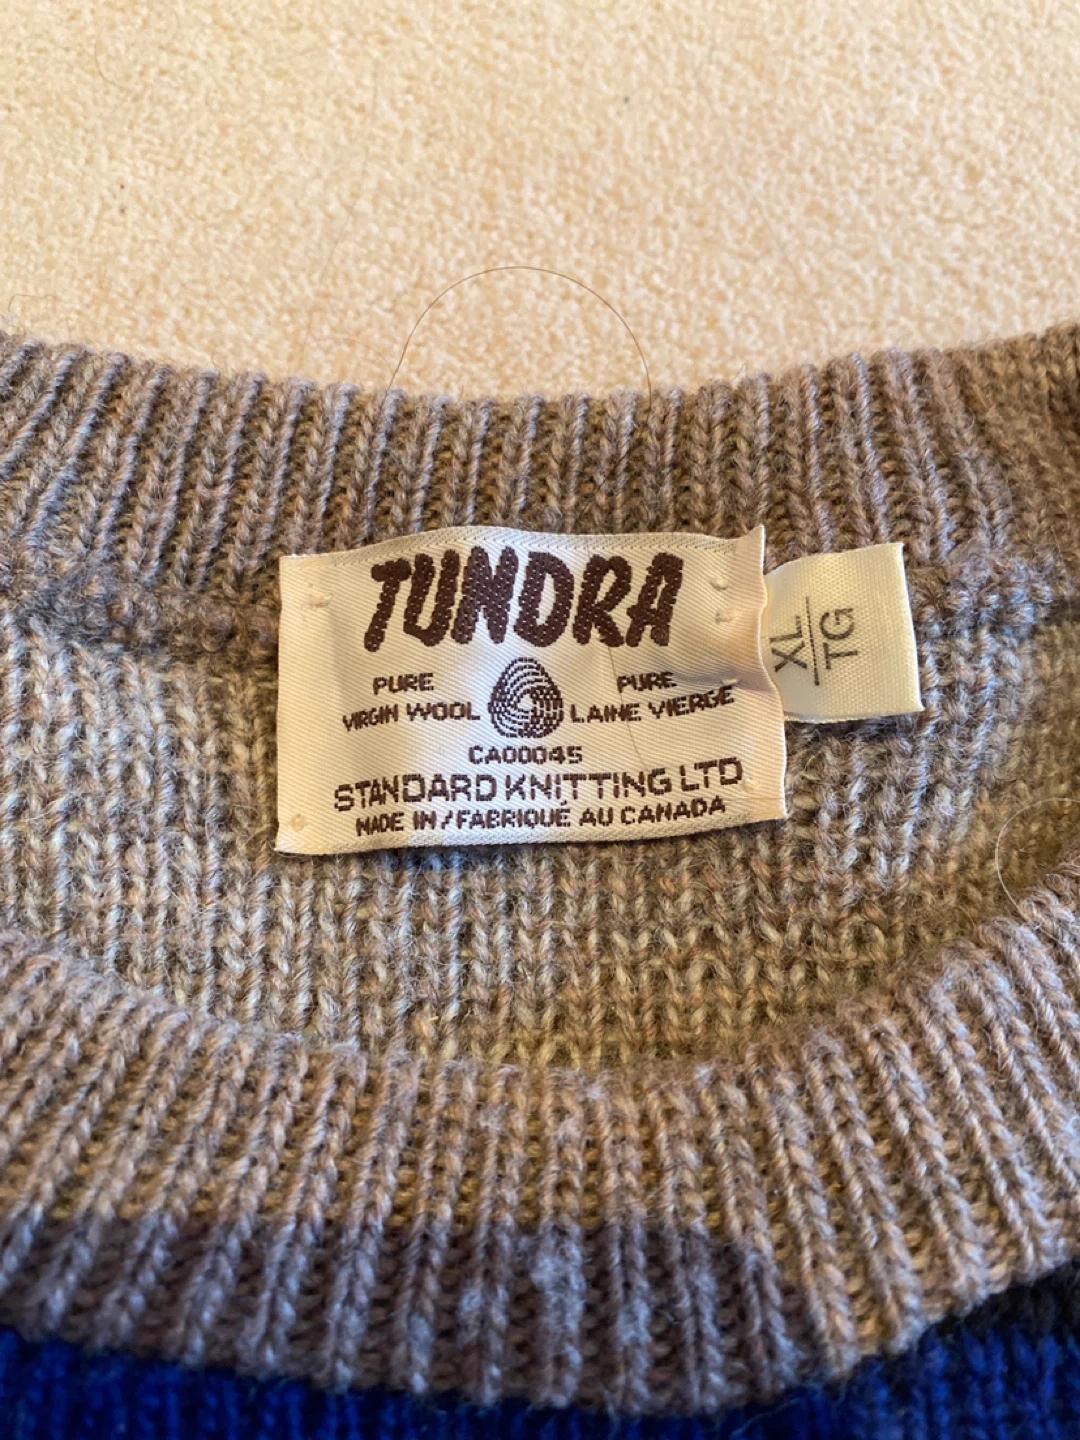 TUNDRA
PURE PURE
VIRGIN WOOL LAINE VIERGE
CA00045
STANDARD KNITTING LTD
MADE IN / FABRIQUÉ AU CANADA
XL
TG